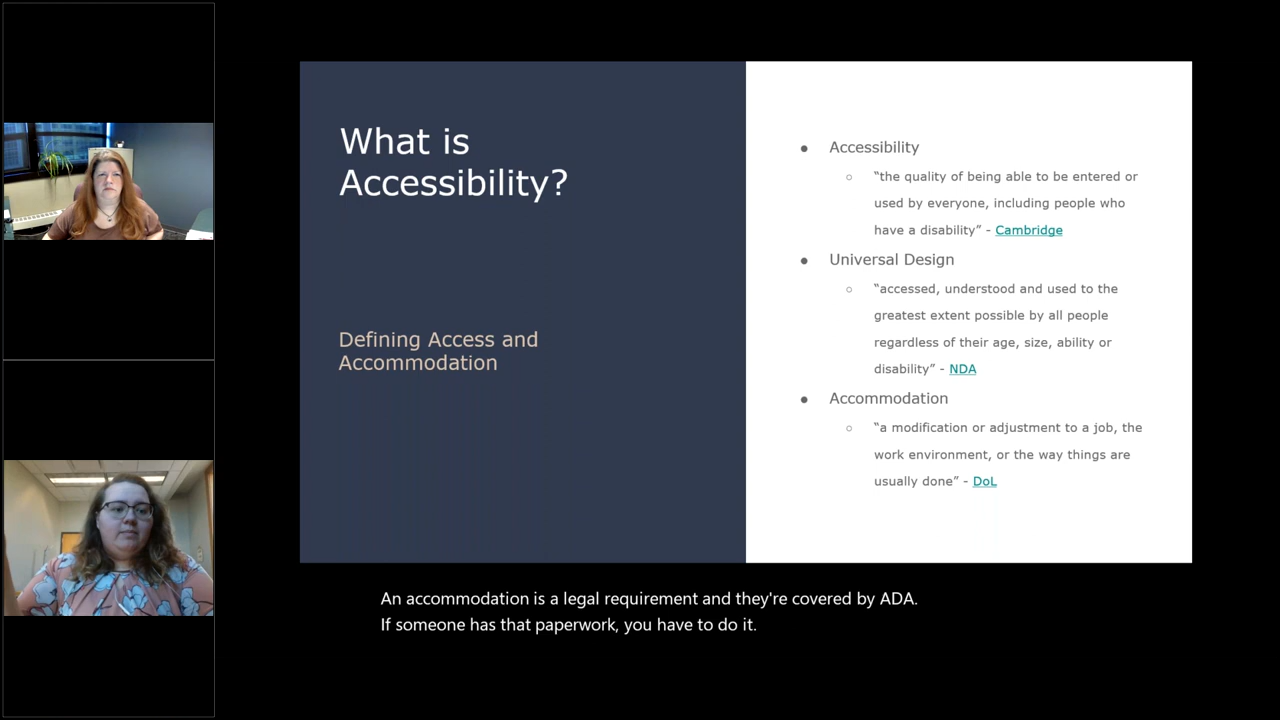 What is
Accessibility?
Defining Access and
Accommodation
● Accessibility
○ “the quality of being able to be entered or
used by everyone, including people who
have a disability” - Cambridge
● Universal Design
○ “accessed, understood and used to the
greatest extent possible by all people
regardless of their age, size, ability or
disability” - NDA
● Accommodation
○ “a modification or adjustment to a job, the
work environment, or the way things are
usually done” - DoL
An accommodation is a legal requirement and they're covered by ADA.
If someone has that paperwork, you have to do it.